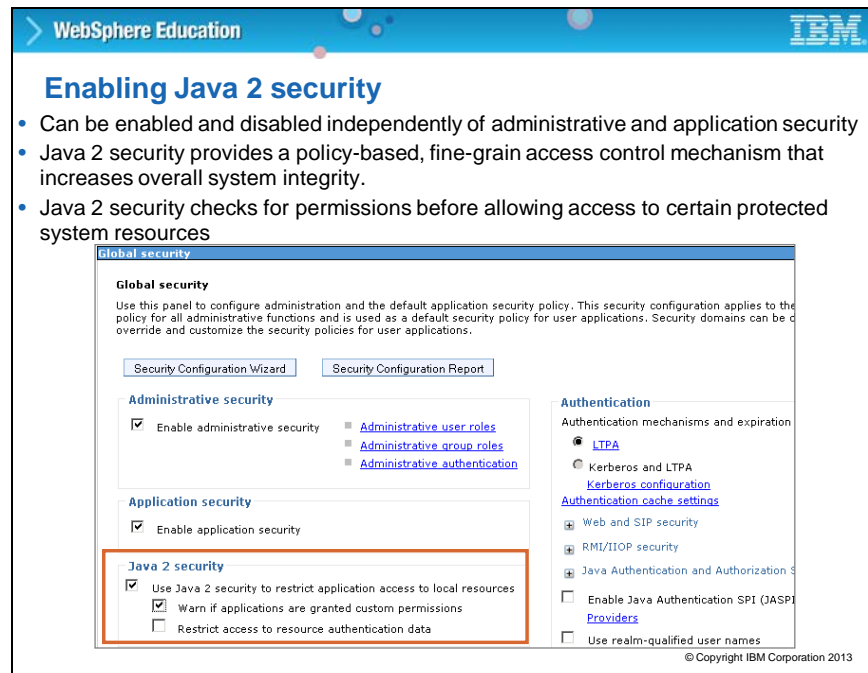 WebSphere Education
IBM
Enabling Java 2 security
• Can be enabled and disabled independently of administrative and application security
• Java 2 security provides a policy-based, fine-grain access control mechanism that
increases overall system integrity.
• Java 2 security checks for permissions before allowing access to certain protected
system resources
Global security
Global security
Use this panel to configure administration and the default application security policy. This security configuration applies to the
policy for all administrative functions and is used as a default security policy for user applications. Security domains can be
override and customize the security policies for user applications.
Security Configuration Wizard
Security Configuration Report
Administrative security
Enable administrative security
Administrative user roles
Administrative group roles
Administrative authentication
Application security
Enable application security
Java 2 security
Use Java 2 security to restrict application access to local resources
Warn if applications are granted custom permissions
Restrict access to resource authentication data
Authentication
Authentication mechanisms and expiration
LTPA
Kerberos and LTPA
Kerberos configuration
Authentication cache settings
Web and SIP security
RMI/IIOP security
Java Authentication and Authorization S
Enable Java Authentication SPI (JASPI
Providers
Use realm-qualified user names
© Copyright IBM Corporation 2013